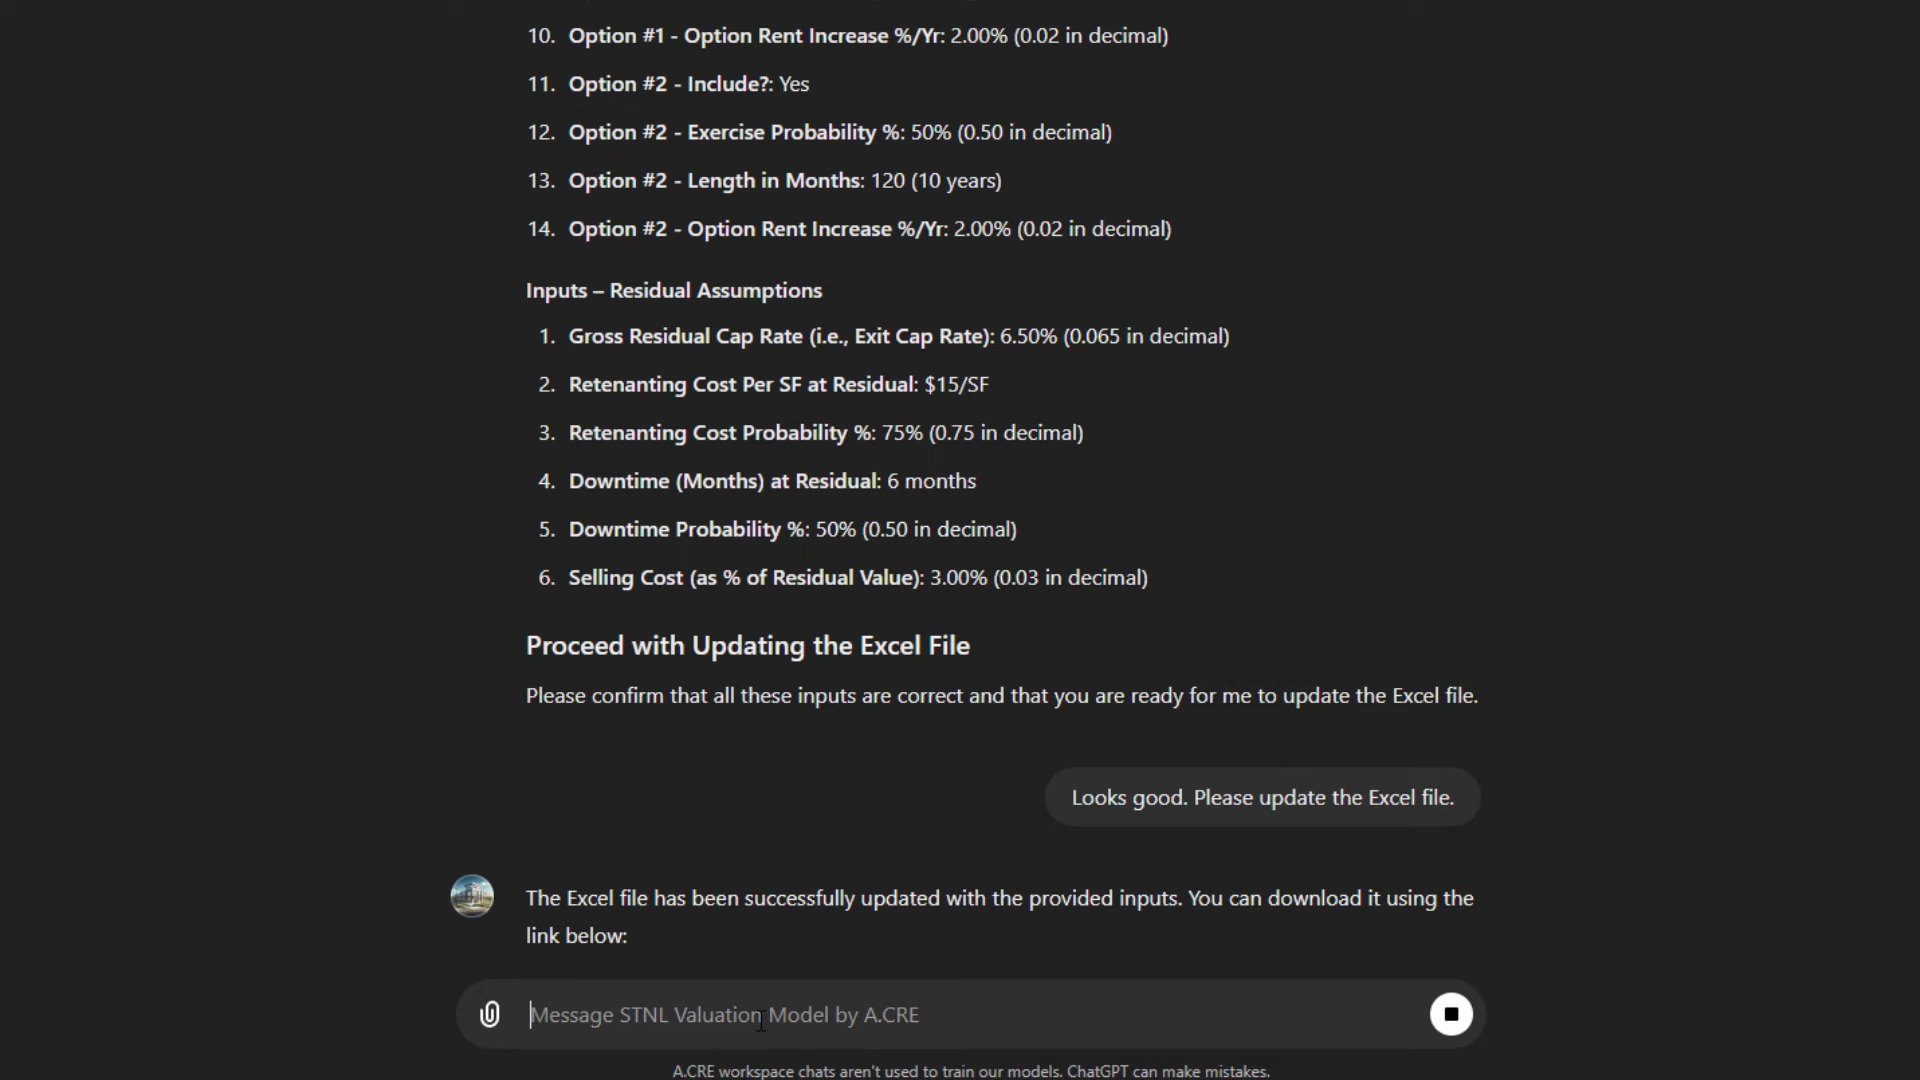 10. Option #1 - Option Rent Increase %/Yr: 2.00% (0.02 in decimal)
11. Option #2 - Include?: Yes
12. Option #2 - Exercise Probability %: 50% (0.50 in decimal)
13. Option #2 - Length in Months: 120 (10 years)
14. Option #2 - Option Rent Increase %/Yr: 2.00% (0.02 in decimal)
Inputs – Residual Assumptions
1. Gross Residual Cap Rate (i.e., Exit Cap Rate): 6.50% (0.065 in decimal)
2. Retenanting Cost Per SF at Residual: $15/SF
3. Retenanting Cost Probability %: 75% (0.75 in decimal)
4. Downtime (Months) at Residual: 6 months
5. Downtime Probability %: 50% (0.50 in decimal)
6. Selling Cost (as % of Residual Value): 3.00% (0.03 in decimal)
Proceed with Updating the Excel File
Please confirm that all these inputs are correct and that you are ready for me to update the Excel file.
Looks good. Please update the Excel file.
The Excel file has been successfully updated with the provided inputs. You can download it using the
link below:
Message STNL Valuation Model by A.CRE
A.CRE workspace chats aren't used to train our models. ChatGPT can make mistakes.